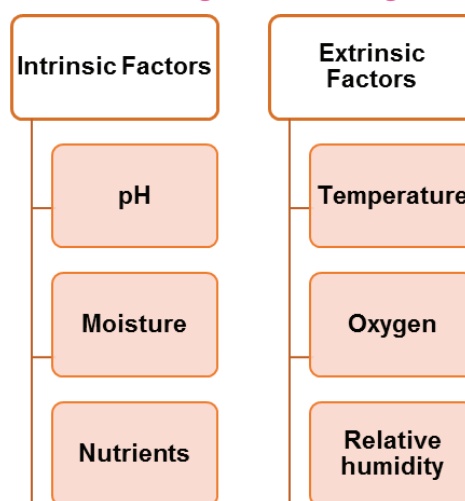 Intrinsic Factors
pH
Moisture
Nutrients
Extrinsic
Factors
Temperature
Oxygen
Relative
humidity